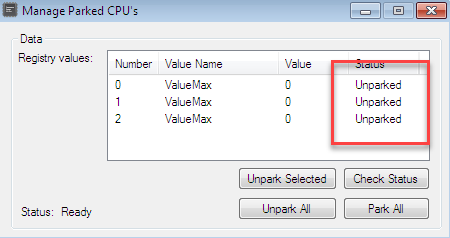 Manage Parked CPU's
Data
Registry values:
Number Value Name Value Status
0 ValueMax 0 Unparked
1 ValueMax 0 Unparked
2 ValueMax 0 Unparked
Unpark Selected Check Status
Status: Ready Unpark All Park All